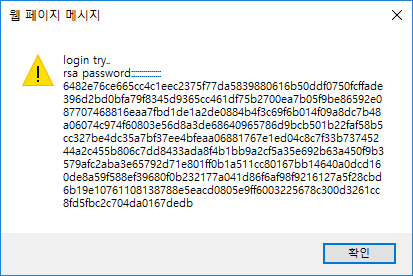 웹 페이지 메시지
login try..
rsa password::::::::::::::
6482e76ce665cc4c1eec2375f77da5839880616b50ddf0750fcffade
396d2bd0bfa79f8345d9365cc461df75b2700ea7b05f9be86592e0
87707468816eaa7fbd1de1a2de0884b4f3c69f6b014f09a8dc7b48
a06074c974f60803e56d8a3de68640965786d9bcb501b22faf58b5
cc327be4dc35a7bf37ee4bfeaa06881767e1ed04c8c7f33b737452
44a2c455b806c7dd8433ada8f4b1bb9a2cf5a35e692b63a450f9b3
579afc2aba3e65792d71e801ff0b1a511cc80167bb14640a0dcd16
0de8a59f588ef39680f0b232177a041d86f6af98f9216127a5f28cbd
6b19e10761108138788e5eacd0805e9ff6003225678c300d3261cc
8fd5fbc2c704da0167dedb
확인